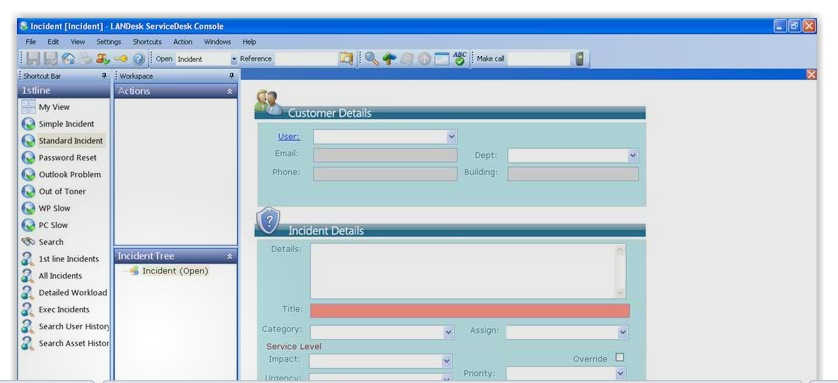 Incident [Incident] - LANDesk ServiceDesk Console
File Edit View Settings Shortcuts Action Windows Help
Open Incident Reference ABC Make call
Shortcut Bar
Workspace
1stline
My View
Simple Incident
Standard Incident
Password Reset
Outlook Problem
Out of Toner
WP Slow
PC Slow
Search
1st line Incidents
All Incidents
Detailed Workload
Exec Incidents
Search User History
Search Asset Histor
Actions
Incident Tree
Incident (Open)
Customer Details
User:
Email: Dept:
Phone: Building:
Incident Details
Details:
Title:
Category: Assign:
Service Level
Impact: Override
Urgency: Priority: